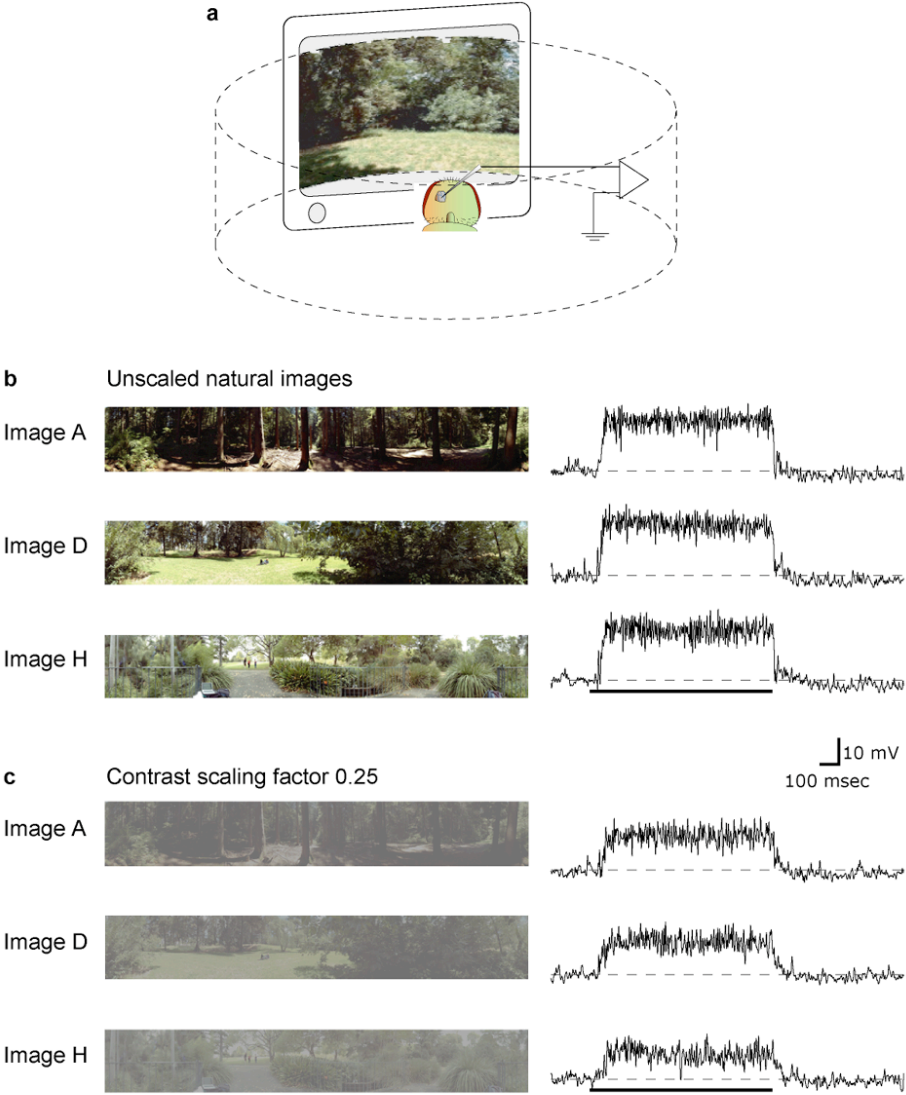 a
b Unscaled natural images
Image A
Image D
Image H
10 mV
100 msec
c Contrast scaling factor 0.25
Image A
Image D
Image H